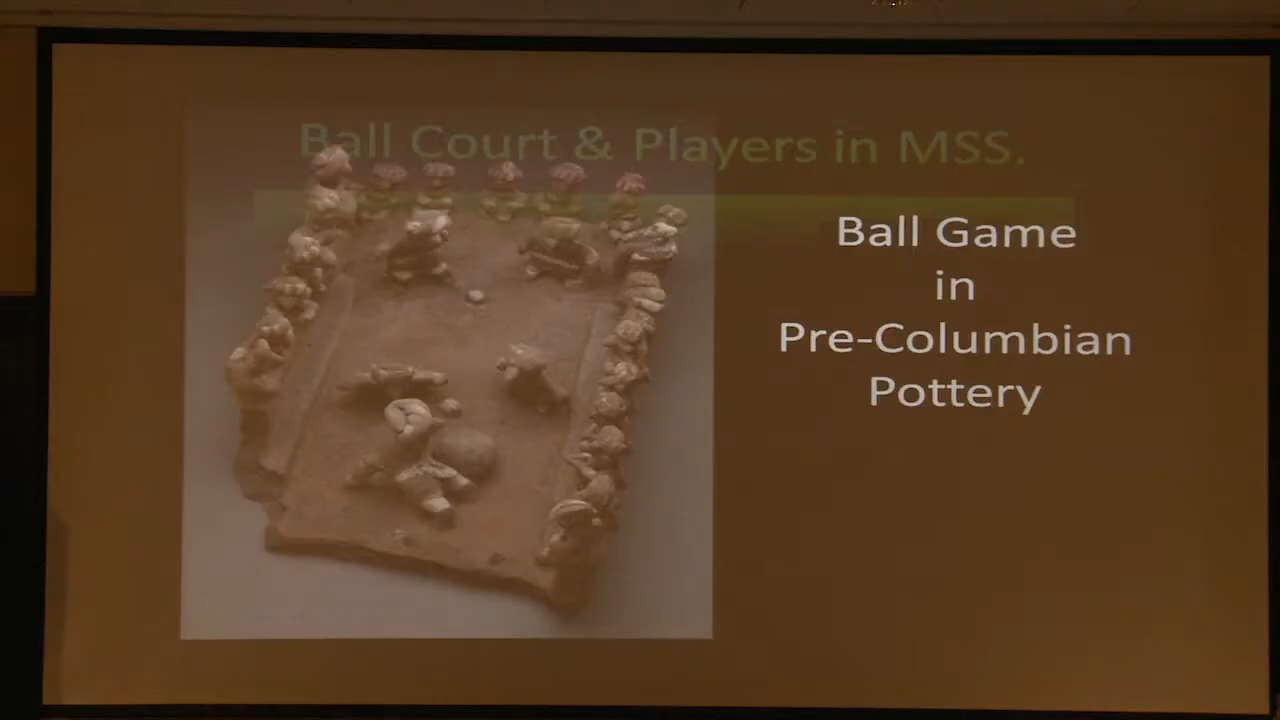 Ball Court & Players in MSS.
Ball Game
in
Pre-Columbian
Pottery